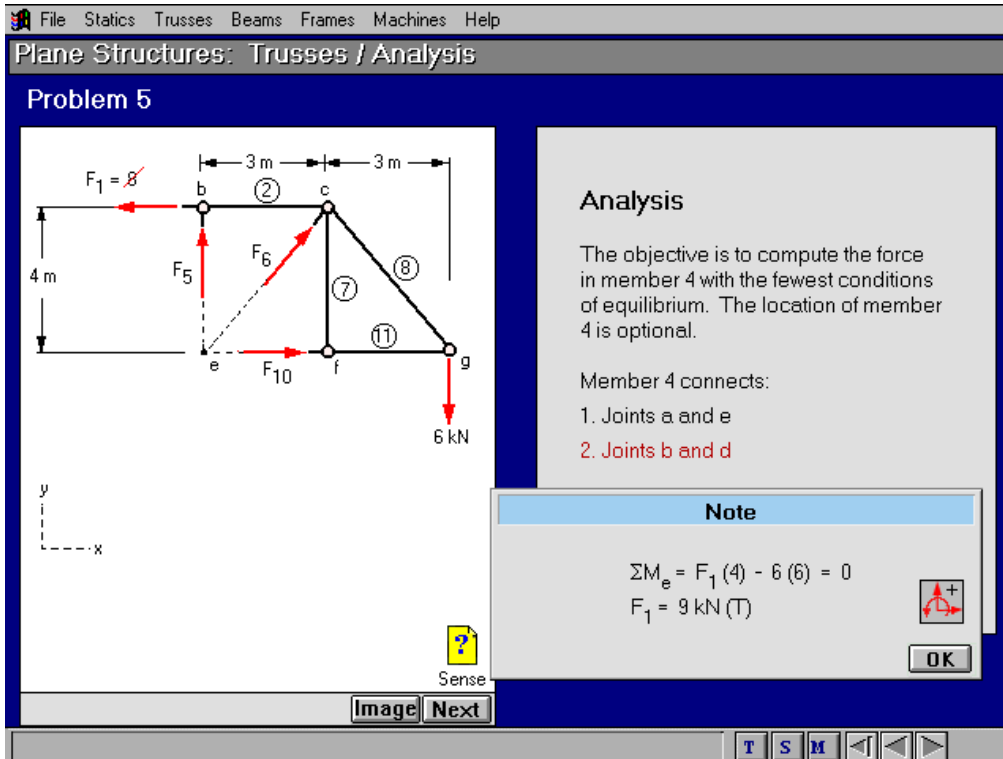 File Statics Trusses Beams Frames Machines Help
Plane Structures: Trusses / Analysis
Problem 5
3 m 3 m
F1 = 8
b 2 c
4 m
F5 F6
7 8
11
e F10 f g
6 kN
y
x
?
Sense
Image Next
Analysis
The objective is to compute the force
in member 4 with the fewest conditions
of equilibrium. The location of member
4 is optional.
Member 4 connects:
1. Joints a and e
2. Joints b and d
Note
ΣMe = F1 (4) - 6 (6) = 0
F1 = 9 kN (T)
+
OK
T S M